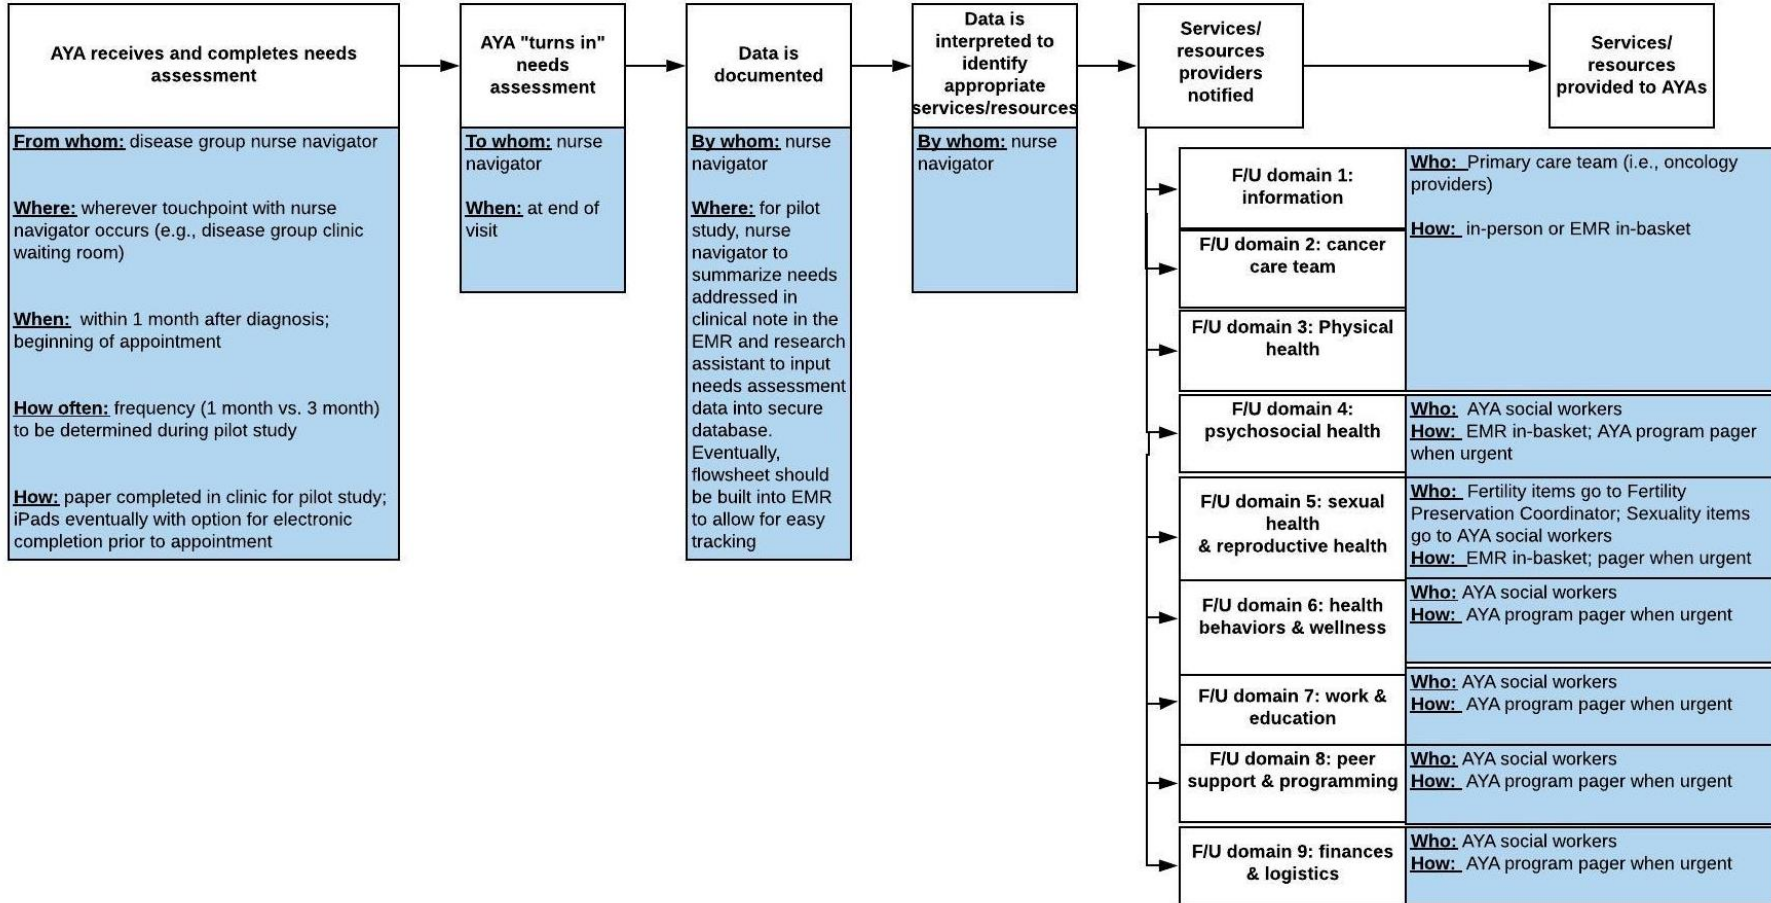 AYA receives and completes needs
assessment
AYA "turns in"
needs
assessment
Data is
documented
Data is
interpreted to
identify
appropriate
services/resources
Services/
resources
providers
notified
Services/
resources
provided to AYAs
From whom: disease group nurse navigator
Where: wherever touchpoint with nurse
navigator occurs (e.g., disease group clinic
waiting room)
When: within 1 month after diagnosis;
beginning of appointment
How often: frequency (1 month vs. 3 month)
to be determined during pilot study
How: paper completed in clinic for pilot study;
iPads eventually with option for electronic
completion prior to appointment
To whom: nurse
navigator
When: at end of
visit
By whom: nurse
navigator
Where: for pilot
study, nurse
navigator to
summarize needs
addressed in
clinical note in the
EMR and research
assistant to input
needs assessment
data into secure
database.
Eventually,
flowsheet should
be built into EMR
to allow for easy
tracking
By whom: nurse
navigator
F/U domain 1:
information
F/U domain 2: cancer
care team
F/U domain 3: Physical
health
Who: Primary care team (i.e., oncology
providers)
How: in-person or EMR in-basket
F/U domain 4:
psychosocial health
Who: AYA social workers
How: EMR in-basket; AYA program pager
when urgent
F/U domain 5: sexual
health
& reproductive health
Who: Fertility items go to Fertility
Preservation Coordinator; Sexuality items
go to AYA social workers
How: EMR in-basket; pager when urgent
F/U domain 6: health
behaviors & wellness
Who: AYA social workers
How: AYA program pager when urgent
F/U domain 7: work &
education
Who: AYA social workers
How: AYA program pager when urgent
F/U domain 8: peer
support & programming
Who: AYA social workers
How: AYA program pager when urgent
F/U domain 9: finances
& logistics
Who: AYA social workers
How: AYA program pager when urgent